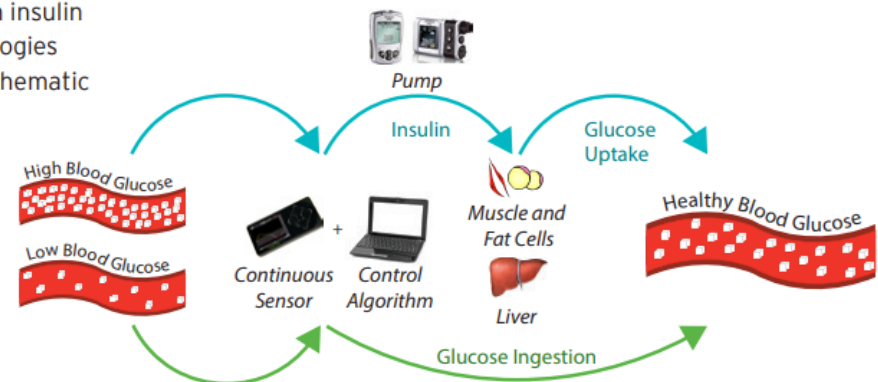 insulin
ogies
hematic
Pump
Insulin
Glucose
Uptake
High Blood Glucose
Low Blood Glucose
+
Continuous
Sensor
Control
Algorithm
Muscle and
Fat Cells
Liver
Healthy Blood Glucose
Glucose Ingestion